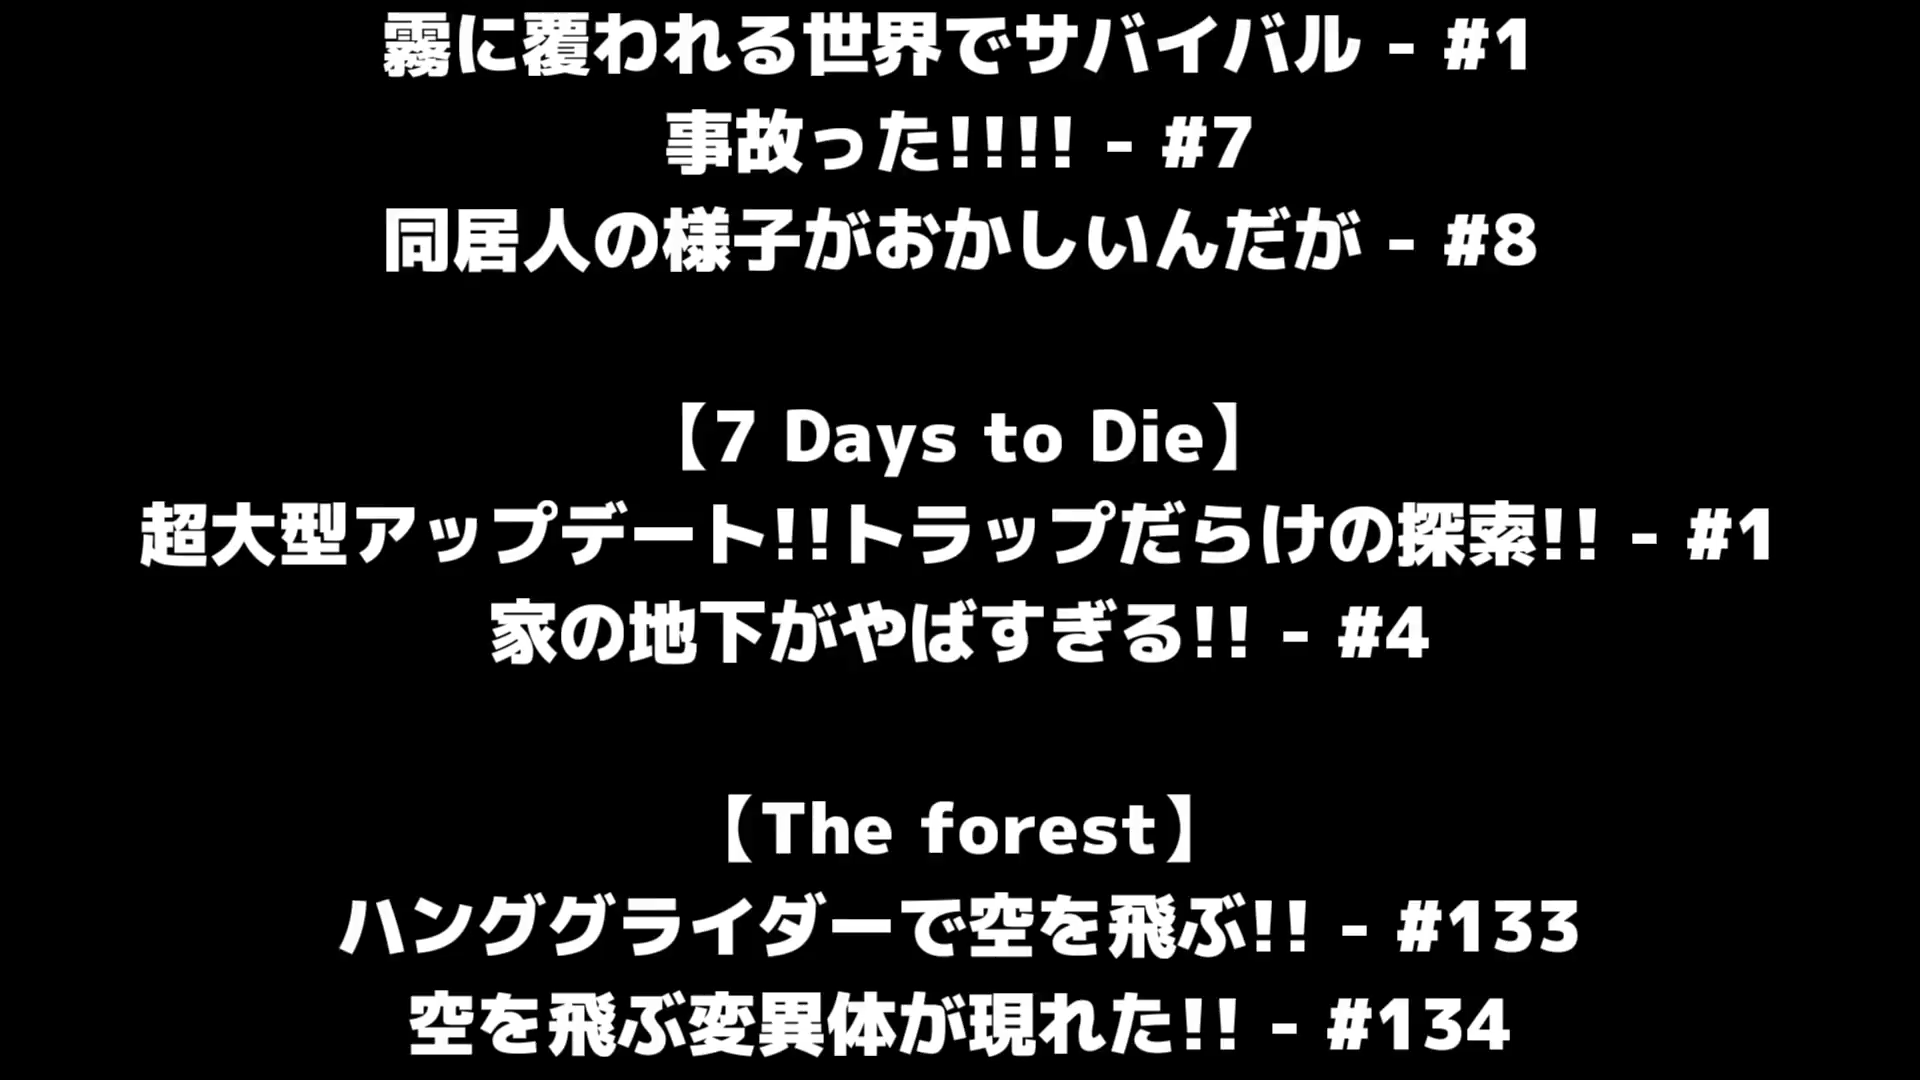 霧に覆われる世界でサバイバル - #1
事故った!!!! - #7
同居人の様子がおかしいんだが - #8
【7 Days to Die】
超大型アップデート!!トラップだらけの探索!! - #1
家の地下がやばすぎる!! - #4
【The forest】
ハンググライダーで空を飛ぶ!! - #133
空を飛ぶ変異体が現れた!! - #134